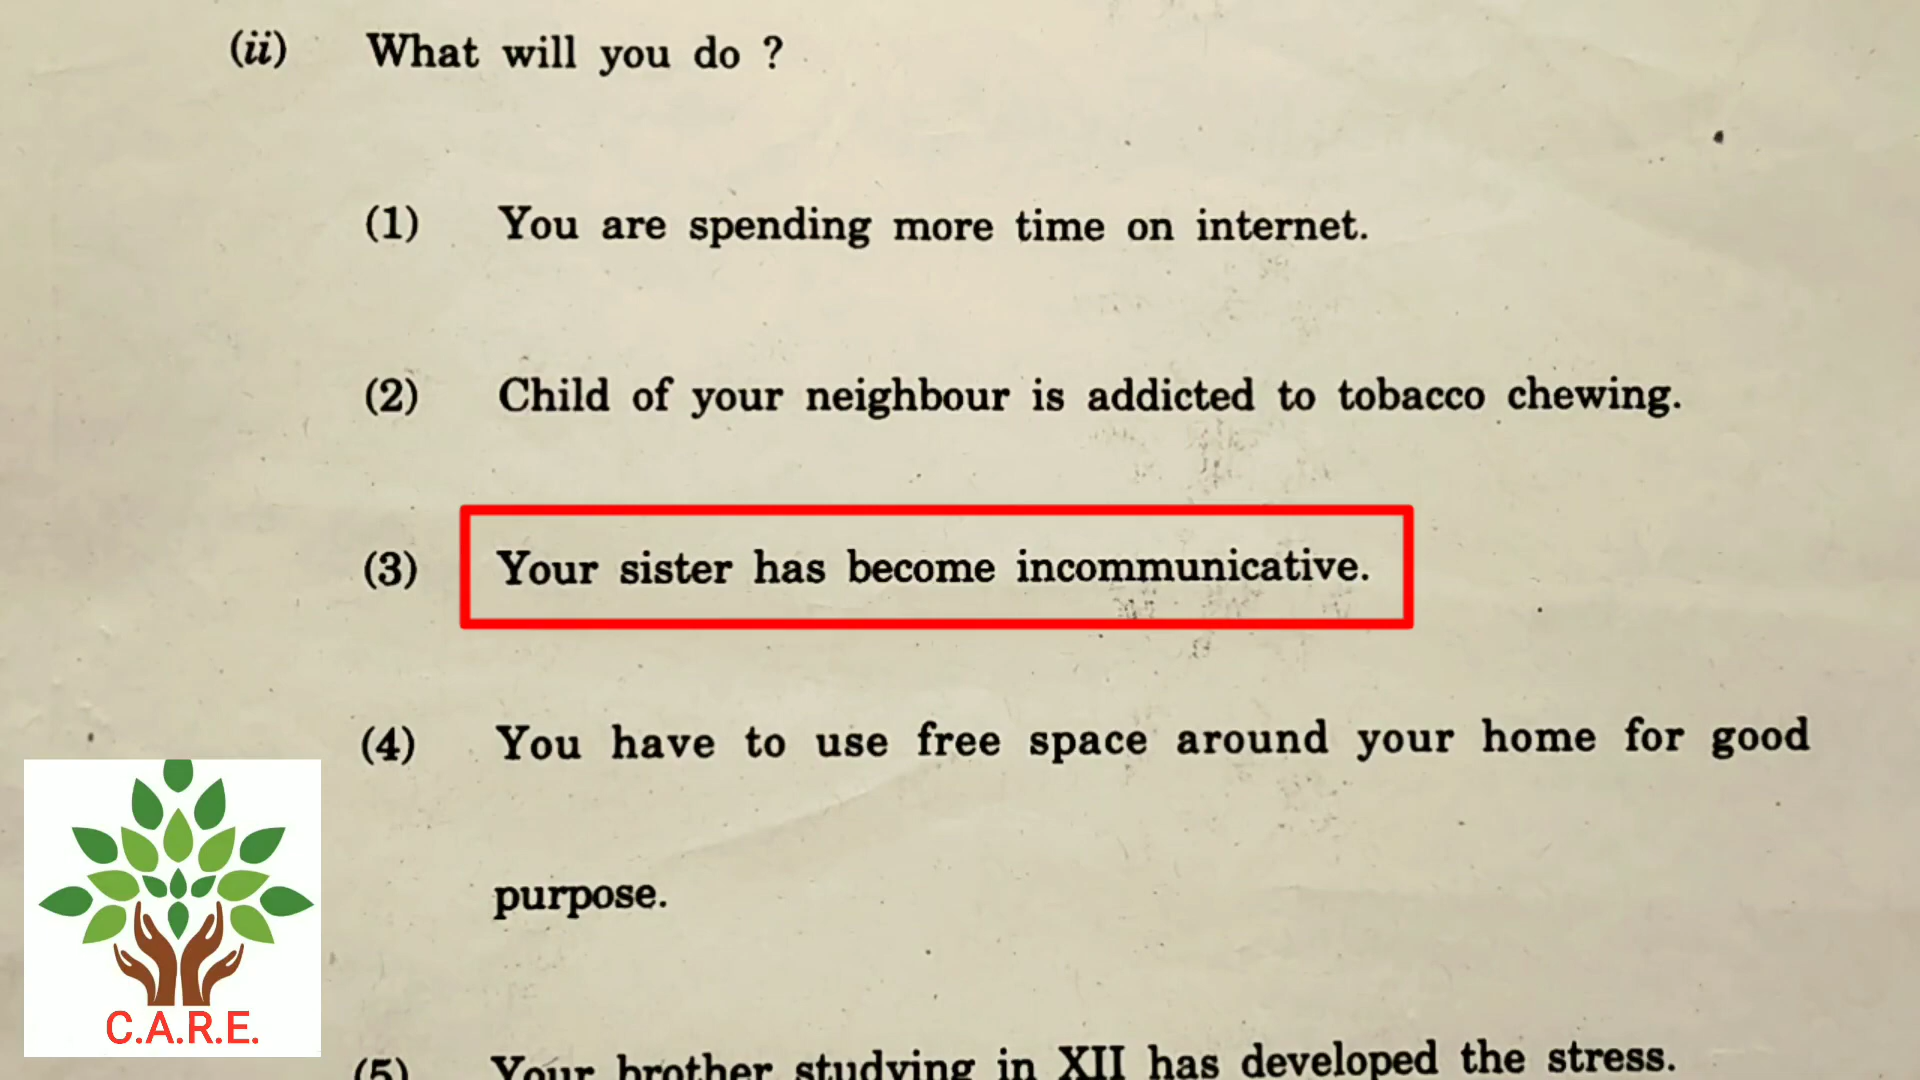 (ii) What will you do ?
(1) You are spending more time on internet.
(2) Child of your neighbour is addicted to tobacco chewing.
(3) Your sister has become incommunicative.
(4) You have to use free space around your home for good
purpose.
C.A.R.E.
(5) Your brother studying in XII has developed the stress.